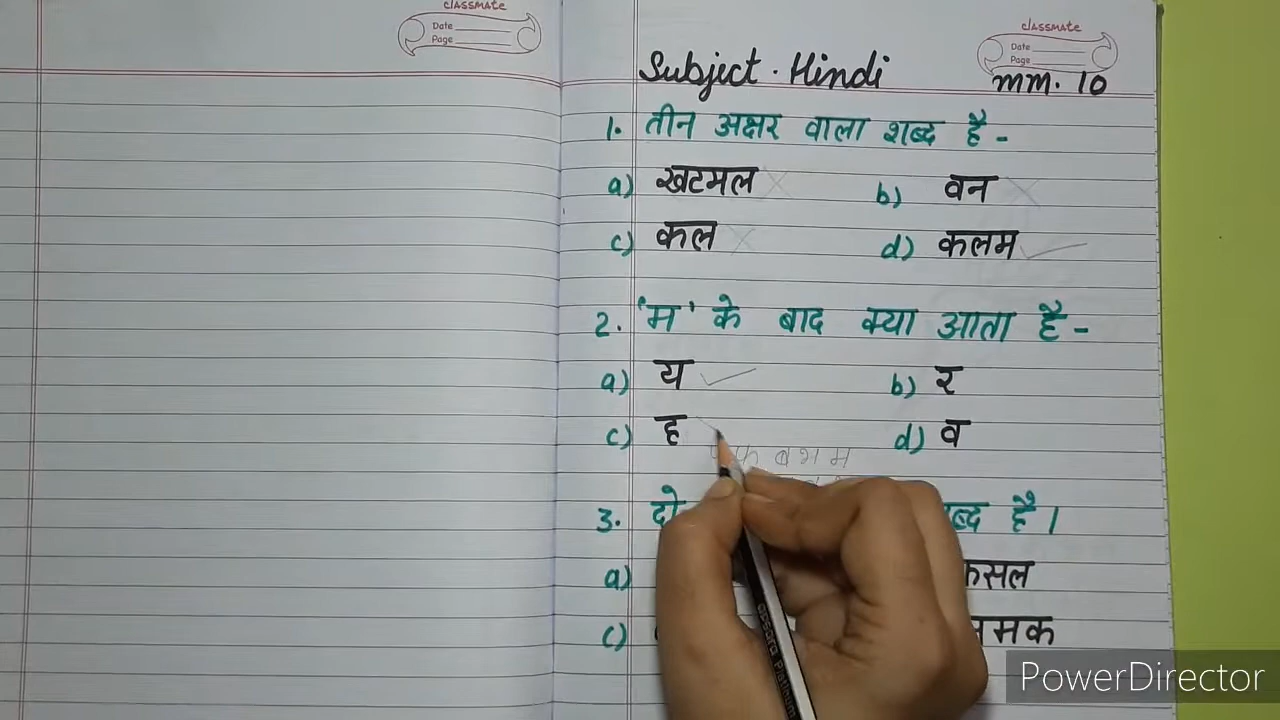 classmate
Date
Page
classmate
Date
Page
Subject. Hindi
MM. 10
1. तीन अक्षर वाला शब्द है -
a) खटमल b) वन
c) कल d) कलम
2. 'म' के बाद क्या आता है -
a) य b) र
c) ह d) व
ब भ म
3. दो है।
a)
c)
PowerDirector